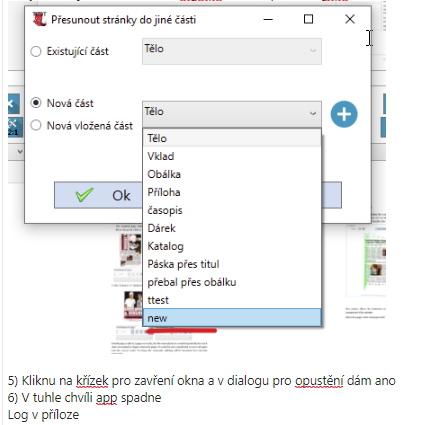 Přesunout stránky do jiné části
Existující část
Tělo
Nová část
Tělo
Nová vložená část
Tělo
Vklad
Obálka
Příloha
časopis
Dárek
Katalog
Páska přes titul
přebal přes obálku
ttest
new
Ok
5) Kliknu na křízek pro zavření okna a v dialogu pro opustění dám ano
6) V tuhle chvíli app spadne
Log v příloze